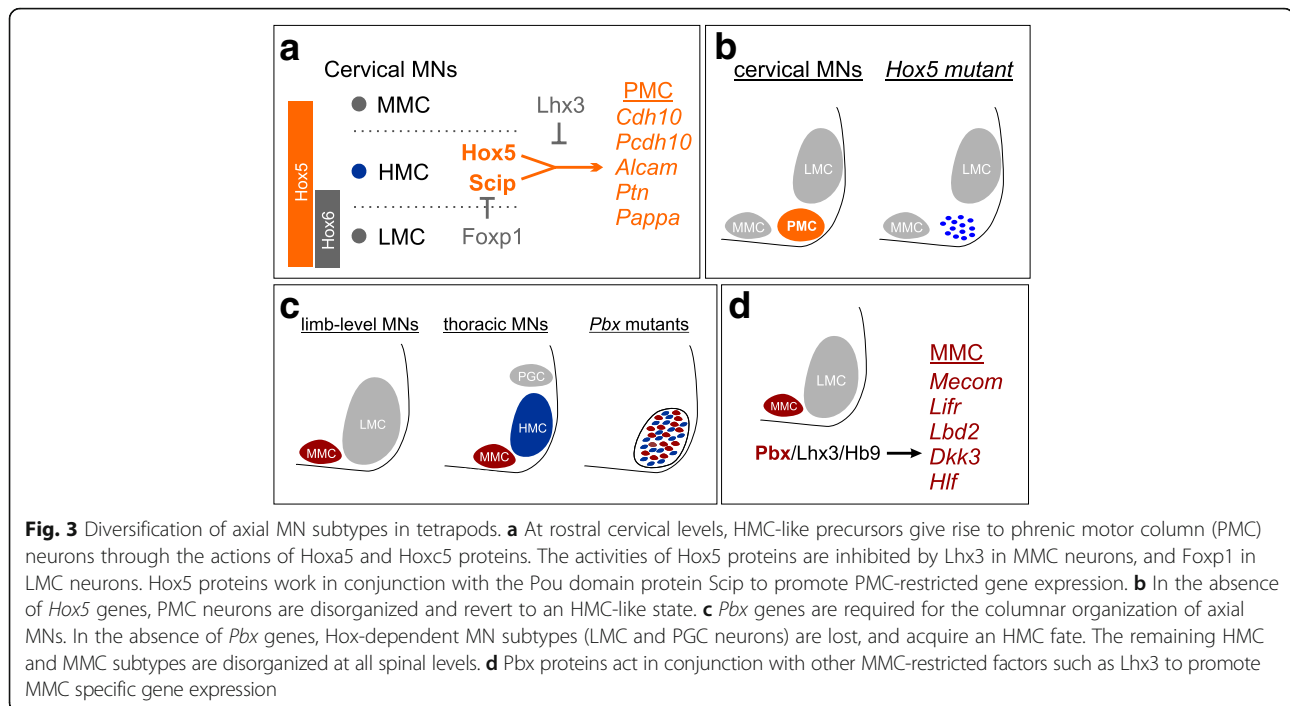 a
Cervical MNs
MMC
HMC
LMC
Hox5
Hox6
Lhx3
Hox5
Scip
Foxp1
PMC
Cdh10
Pcdh10
Alcam
Ptn
Pappa
b
cervical MNs
Hox5 mutant
LMC
MMC
PMC
LMC
MMC
c
limb-level MNs
thoracic MNs
Pbx mutants
LMC
MMC
PGC
HMC
MMC
d
LMC
MMC
Pbx/Lhx3/Hb9
MMC
Mecom
Lifr
Lbd2
Dkk3
Hlf
Fig. 3 Diversification of axial MN subtypes in tetrapods. a At rostral cervical levels, HMC-like precursors give rise to phrenic motor column (PMC)
neurons through the actions of Hoxa5 and Hoxc5 proteins. The activities of Hox5 proteins are inhibited by Lhx3 in MMC neurons, and Foxp1 in
LMC neurons. Hox5 proteins work in conjunction with the Pou domain protein Scip to promote PMC-restricted gene expression. b In the absence
of Hox5 genes, PMC neurons are disorganized and revert to an HMC-like state. c Pbx genes are required for the columnar organization of axial
MNs. In the absence of Pbx genes, Hox-dependent MN subtypes (LMC and PGC neurons) are lost, and acquire an HMC fate. The remaining HMC
and MMC subtypes are disorganized at all spinal levels. d Pbx proteins act in conjunction with other MMC-restricted factors such as Lhx3 to promote
MMC specific gene expression